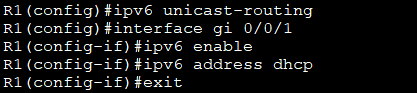 R1(config)#ipv6 unicast-routing
R1(config)#interface gi 0/0/1
R1(config-if)#ipv6 enable
R1(config-if)#ipv6 address dhcp
R1(config-if)#exit